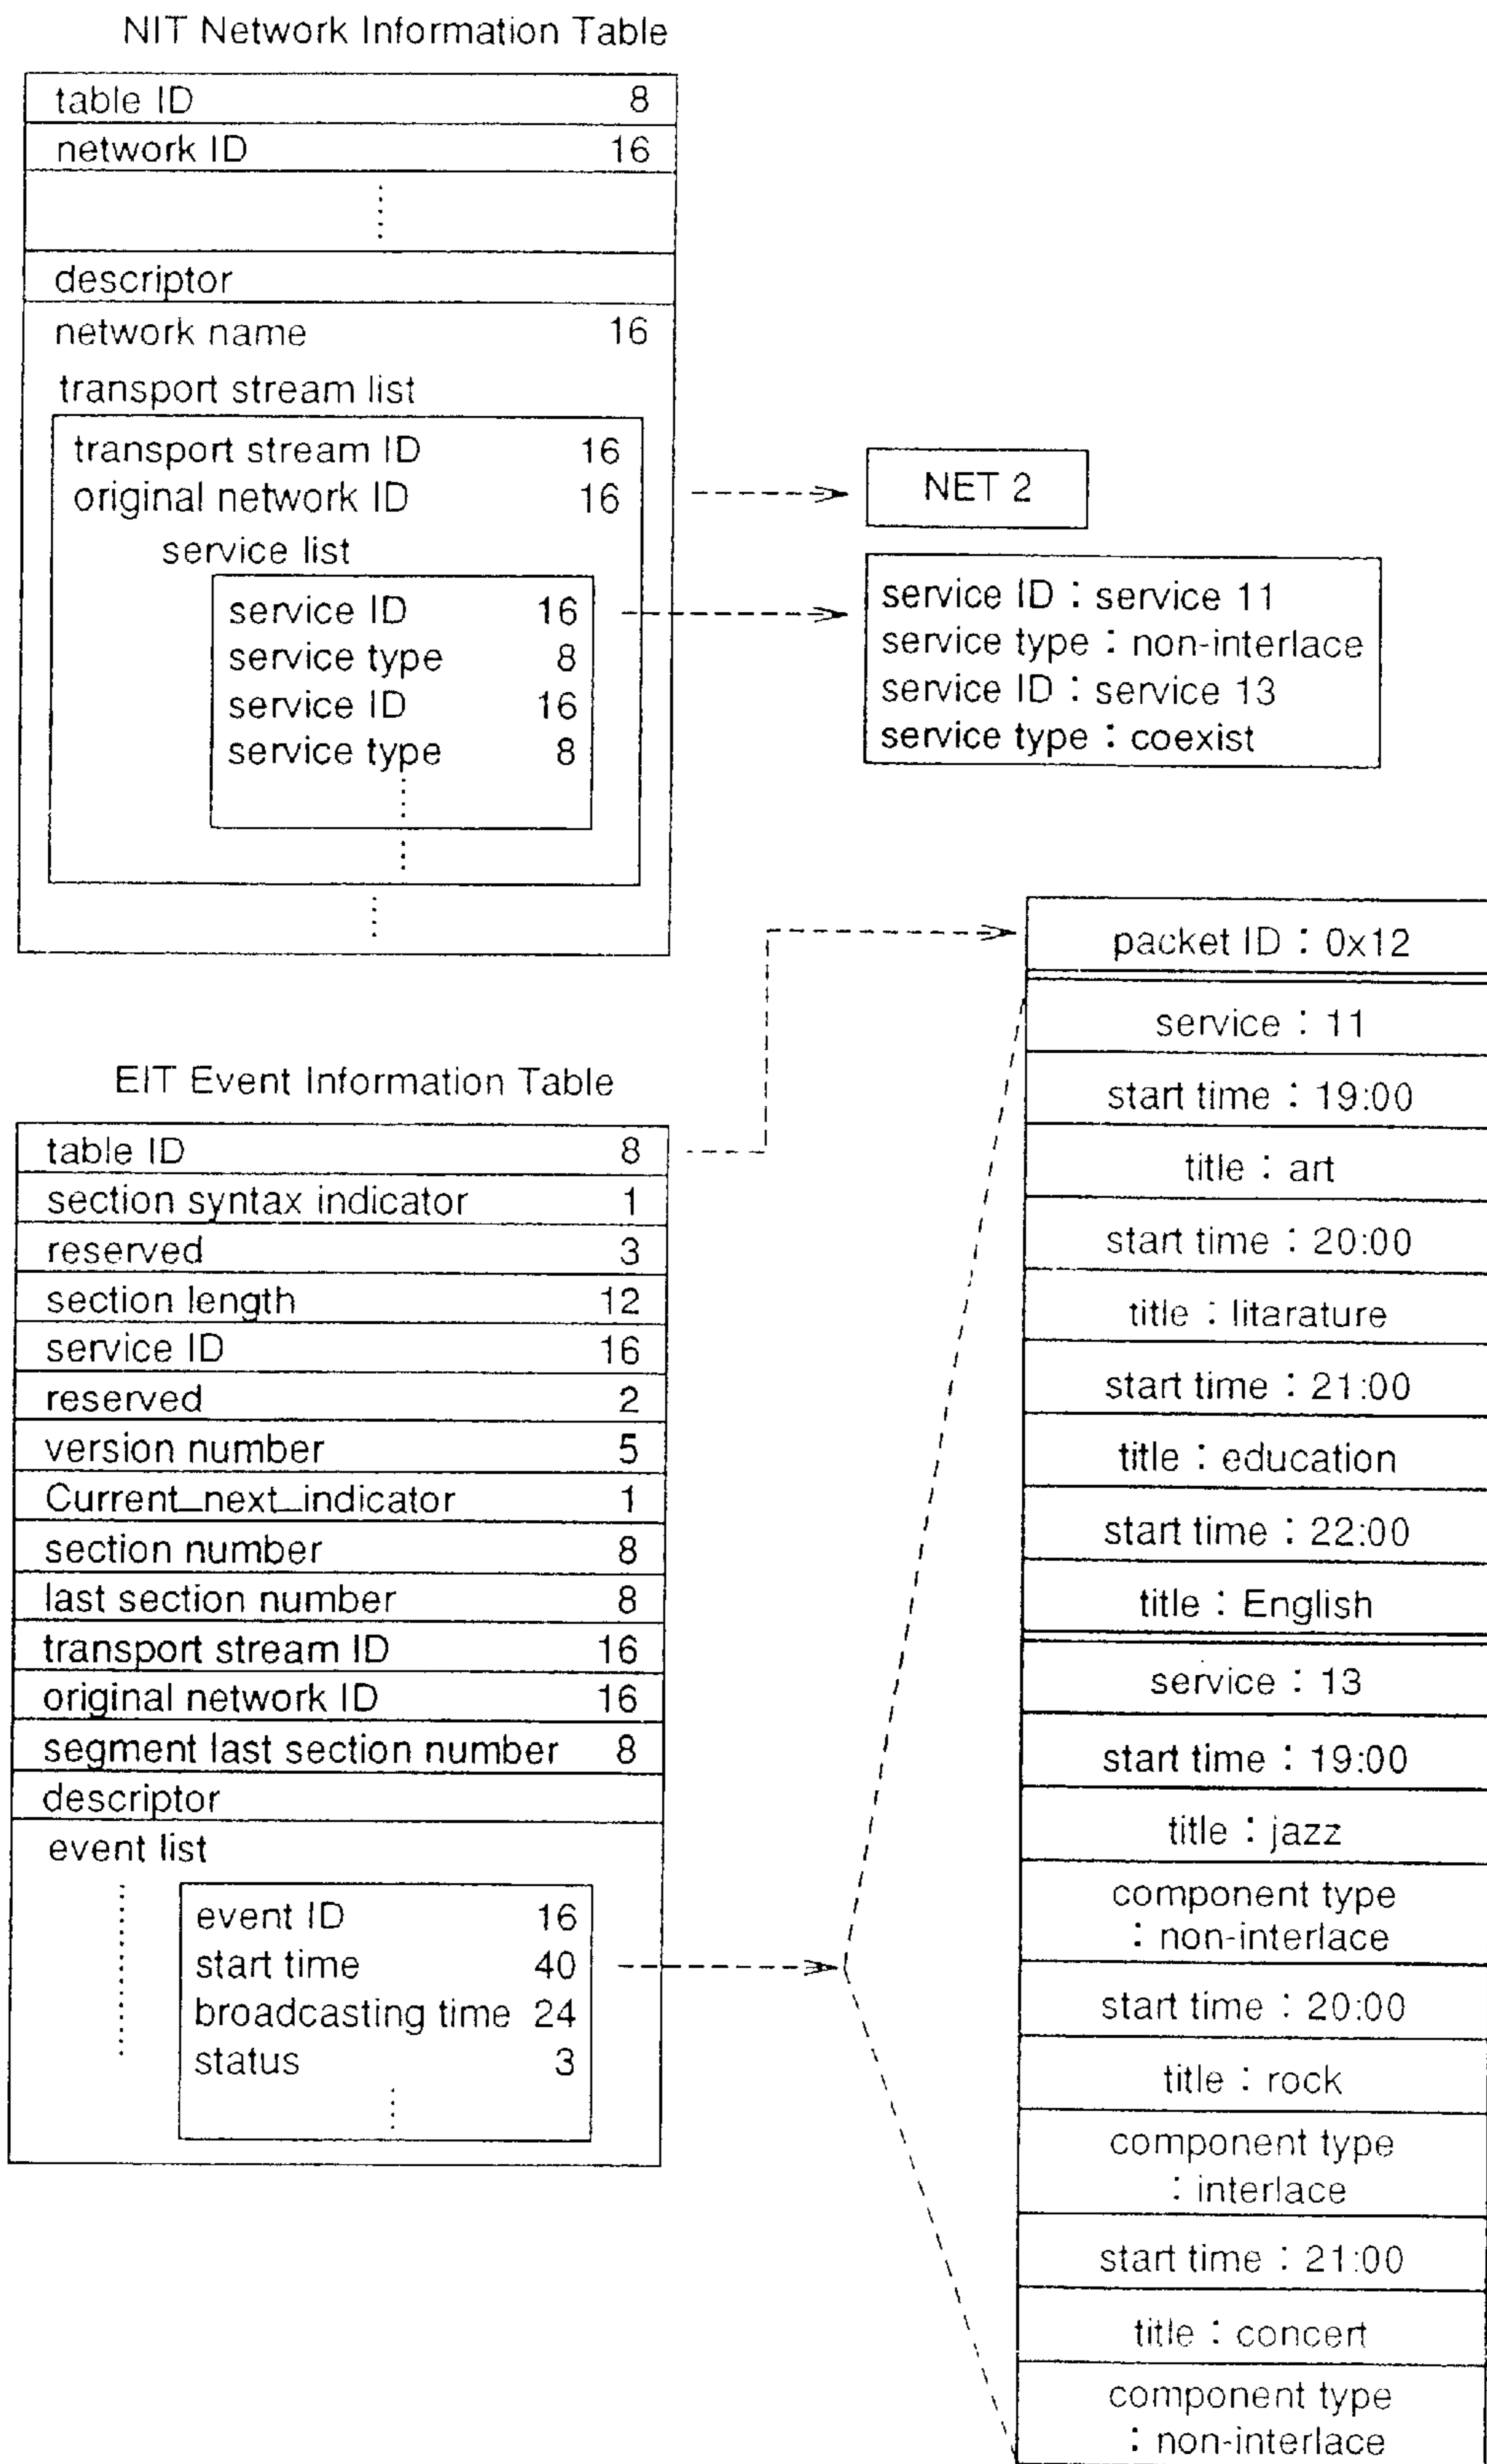 NIT Network Information Table
table ID 8
network ID 16
descriptor
network name 16
transport stream list
transport stream ID 16
original network ID 16
service list
service ID 16
service type 8
service ID 16
service type 8
NET 2
service ID : service 11
service type : non-interlace
service ID : service 13
service type : coexist
EIT Event Information Table
table ID 8
section syntax indicator 1
reserved 3
section length 12
service ID 16
reserved 2
version number 5
Current_next_indicator 1
section number 8
last section number 8
transport stream ID 16
original network ID 16
segment last section number 8
descriptor
event list
event ID 16
start time 40
broadcasting time 24
status 3
packet ID : 0x12
service : 11
start time : 19:00
title : art
start time : 20:00
title : litarature
start time : 21:00
title : education
start time : 22:00
title : English
service : 13
start time : 19:00
title : jazz
component type
: non-interlace
start time : 20:00
title : rock
component type
: interlace
start time : 21:00
title : concert
component type
: non-interlace